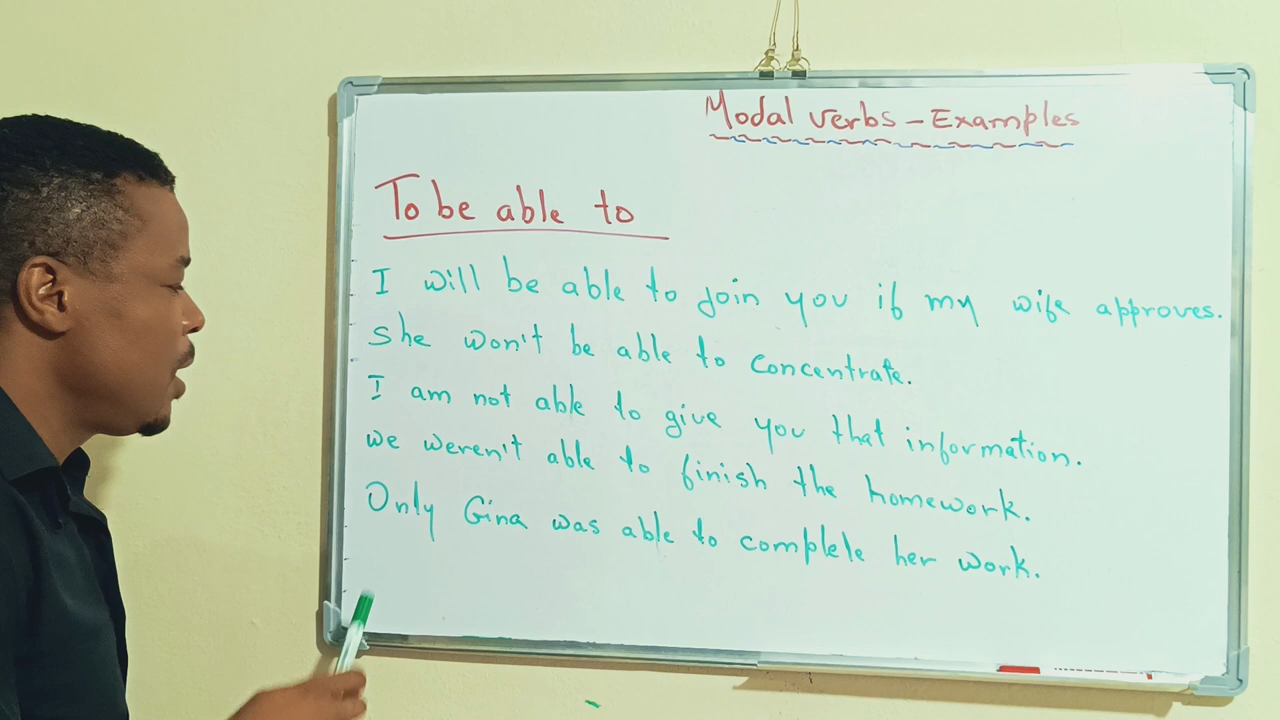 Modal verbs - Examples
To be able to
I will be able to join you if my wife approves.
She won't be able to concentrate.
I am not able to give you that information.
we weren't able to finish the homework.
Only Gina was able to complete her work.